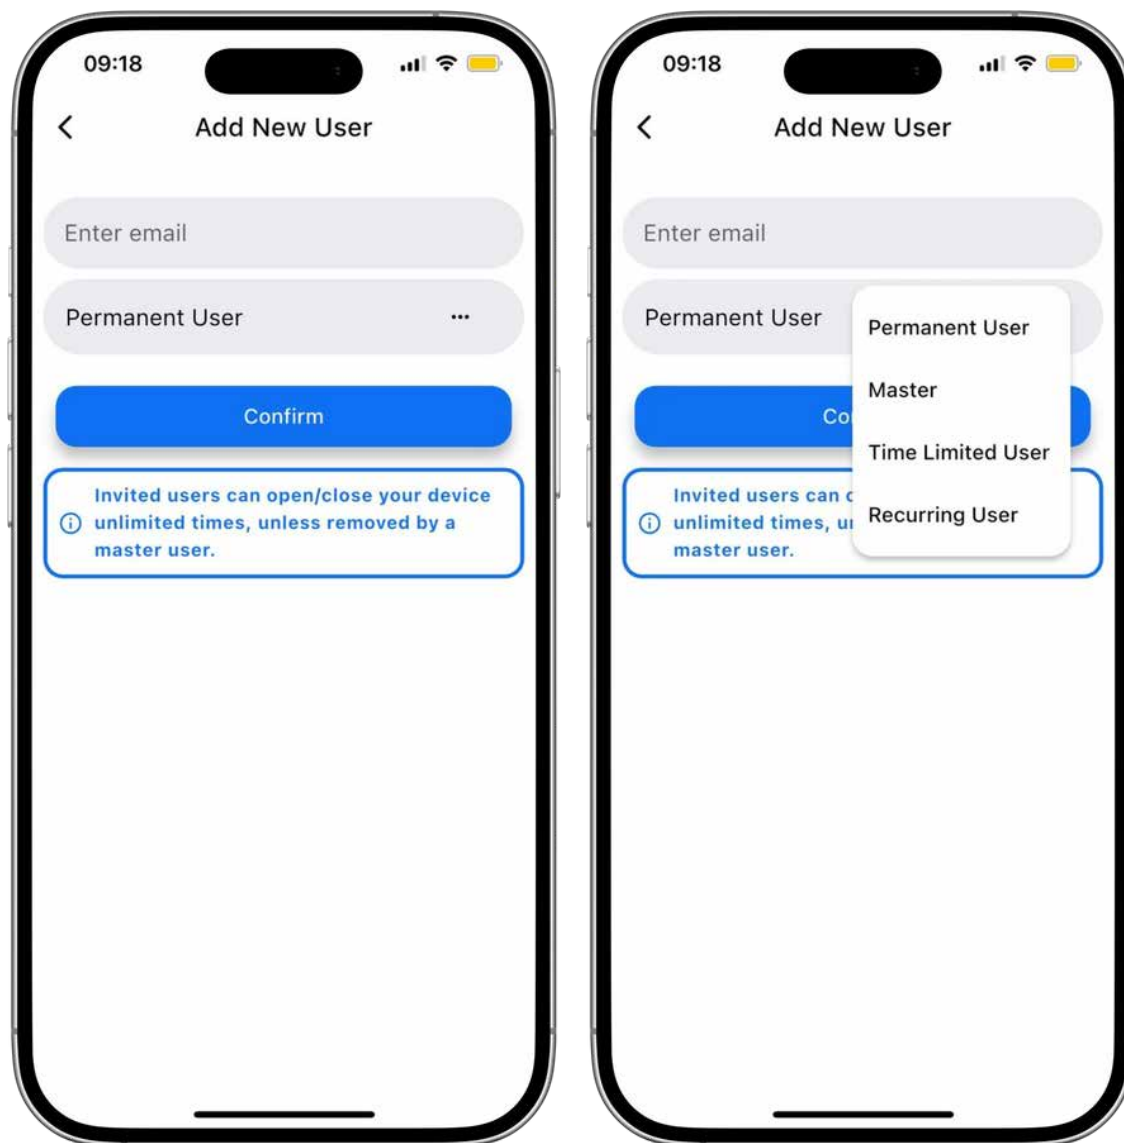 09:18
Add New User
Enter email
Permanent User
Confirm
Invited users can open/close your device
unlimited times, unless removed by a
master user.
09:18
Add New User
Enter email
Permanent User
Permanent User
Master
Time Limited User
Recurring User
Invited users can
unlimited times,
master user.